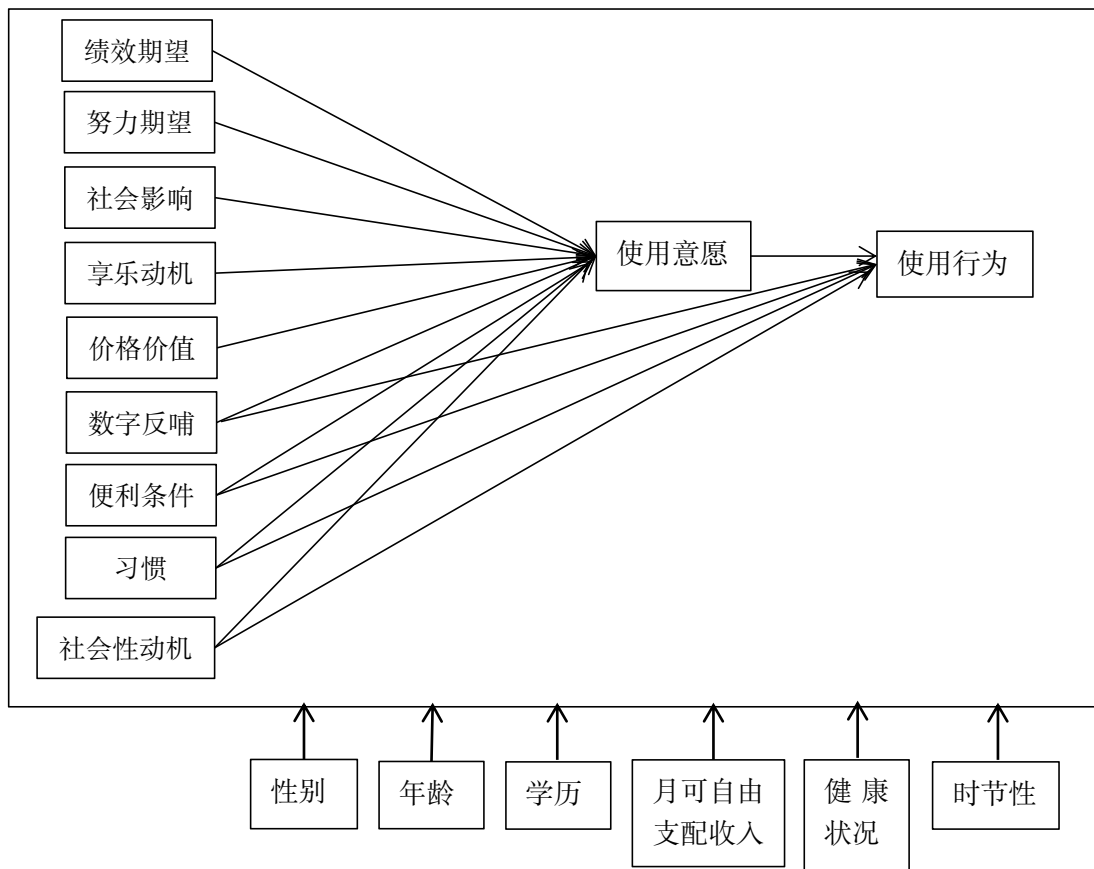 绩效期望
努力期望
社会影响
享乐动机
价格价值
数字反哺
便利条件
习惯
社会性动机
使用意愿
使用行为
性别
年龄
学历
月可自由
支配收入
健 康
状况
时节性